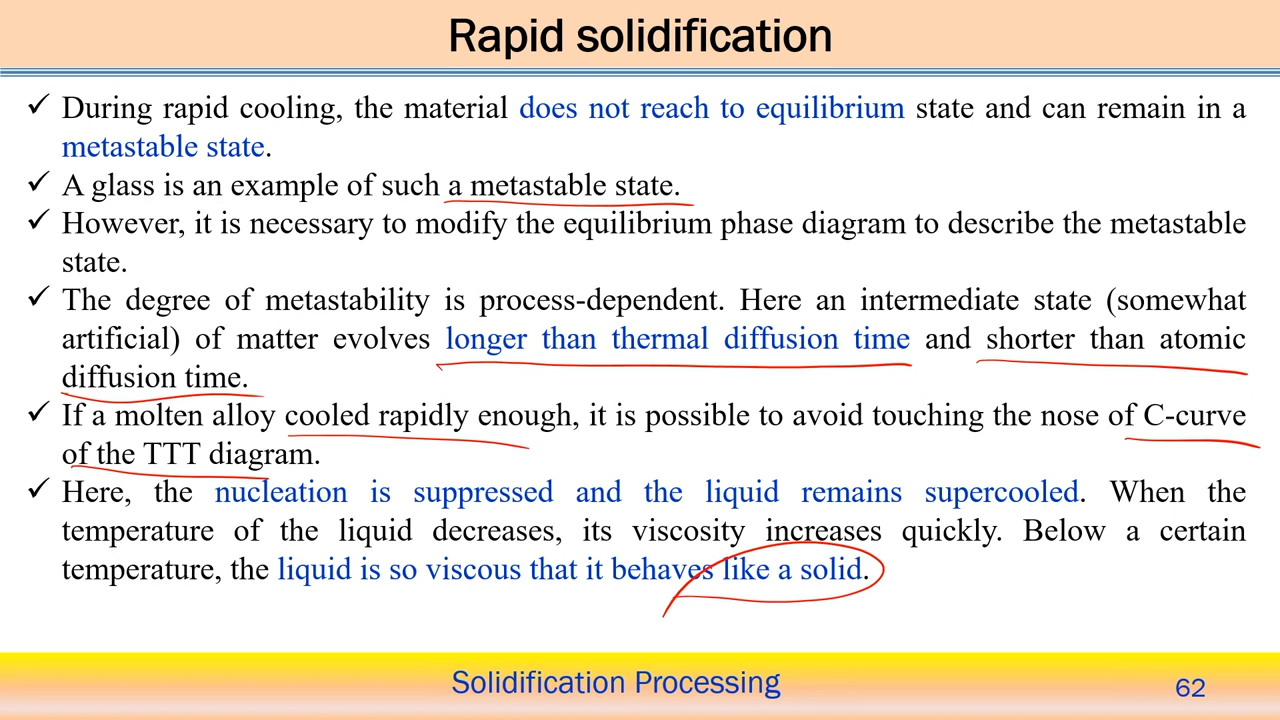 Rapid solidification
✓ During rapid cooling, the material does not reach to equilibrium state and can remain in a
metastable state.
✓ A glass is an example of such a metastable state.
✓ However, it is necessary to modify the equilibrium phase diagram to describe the metastable
state.
✓ The degree of metastability is process-dependent. Here an intermediate state (somewhat
artificial) of matter evolves longer than thermal diffusion time and shorter than atomic
diffusion time.
✓ If a molten alloy cooled rapidly enough, it is possible to avoid touching the nose of C-curve
of the TTT diagram.
✓ Here, the nucleation is suppressed and the liquid remains supercooled. When the
temperature of the liquid decreases, its viscosity increases quickly. Below a certain
temperature, the liquid is so viscous that it behaves like a solid.
Solidification Processing
62